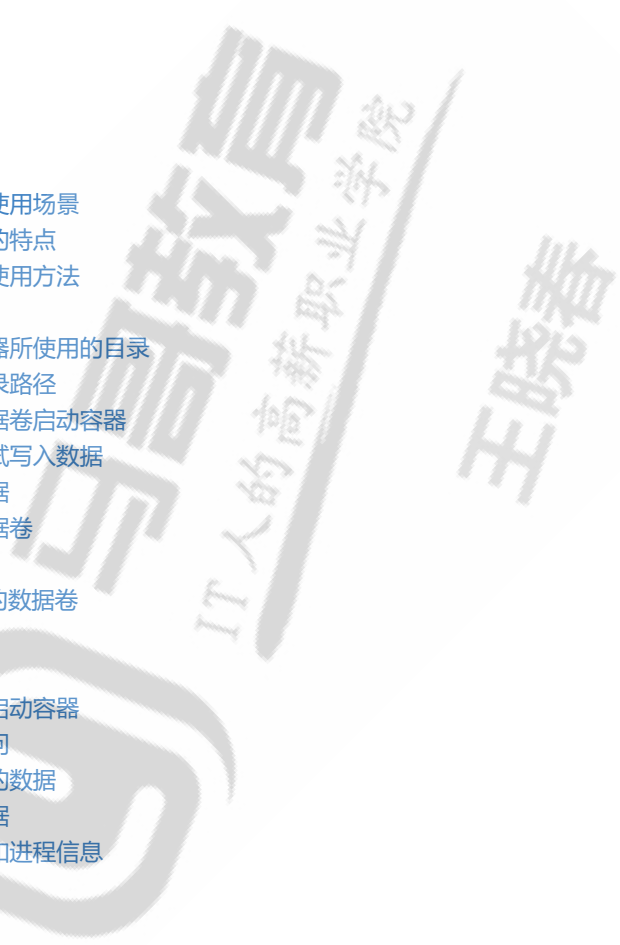 使用场景
的特点
使用方法
器所使用的目录
录路径
据卷启动容器
式写入数据
据
据卷
的数据卷
启动容器
问
的数据
据
和进程信息
马哥教育
IT人的高薪职业学院
王晓春